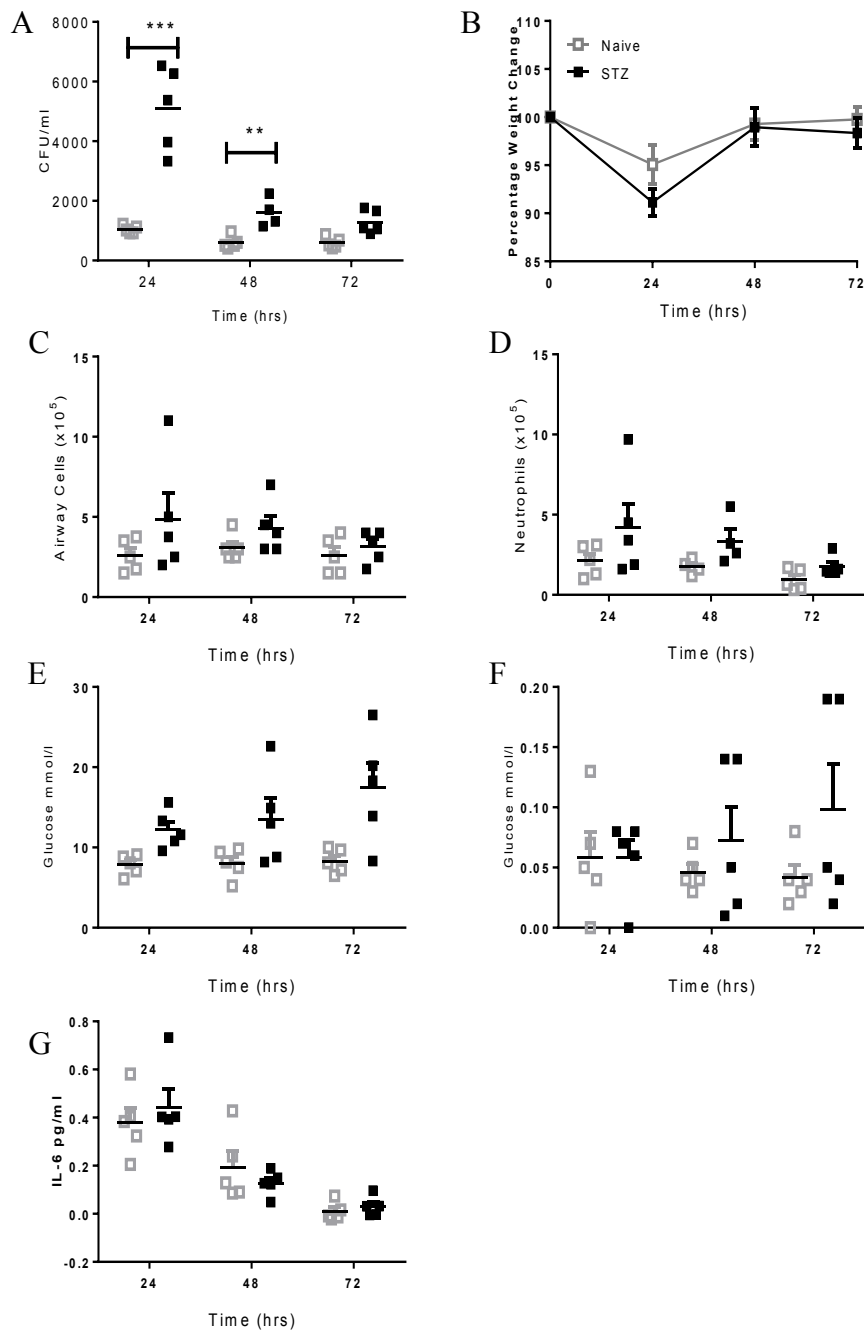 A
8000
6000
4000
2000
0
CFU/ml
***
**
24 48 72
Time (hrs)
B
110
105
100
95
90
85
Percentage Weight Change
Naive
STZ
0 24 48 72
Time (hrs)
C
15
10
5
0
Airway Cells (x10⁵)
24 48 72
Time (hrs)
D
15
10
5
0
Neutrophils (x10⁵)
24 48 72
Time (hrs)
E
30
20
10
0
Glucose mmol/l
24 48 72
Time (hrs)
F
0.20
0.15
0.10
0.05
0.00
Glucose mmol/l
24 48 72
Time (hrs)
G
0.8
0.6
0.4
0.2
0.0
-0.2
IL-6 pg/ml
24 48 72
Time (hrs)